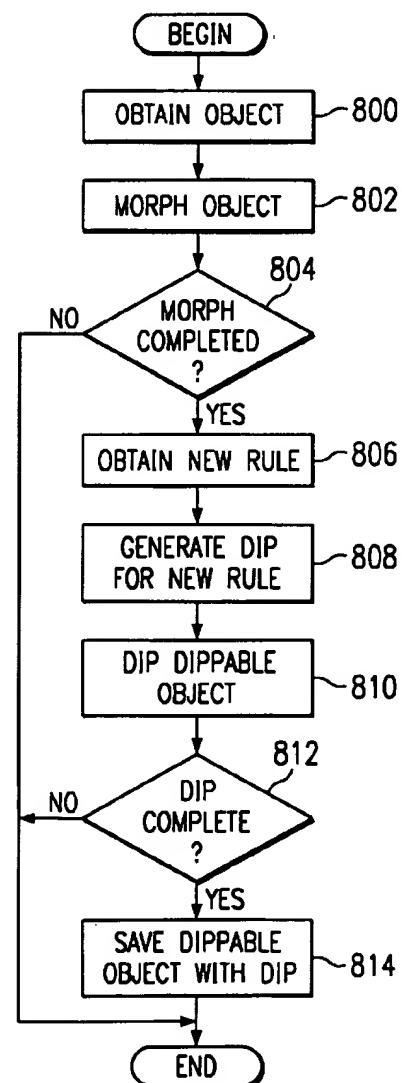 BEGIN
OBTAIN OBJECT
800
MORPH OBJECT
802
804
MORPH
COMPLETED
?
NO
YES
OBTAIN NEW RULE
806
GENERATE DIP
FOR NEW RULE
808
DIP DIPPABLE
OBJECT
810
812
DIP
COMPLETE
?
NO
YES
SAVE DIPPABLE
OBJECT WITH DIP
814
END